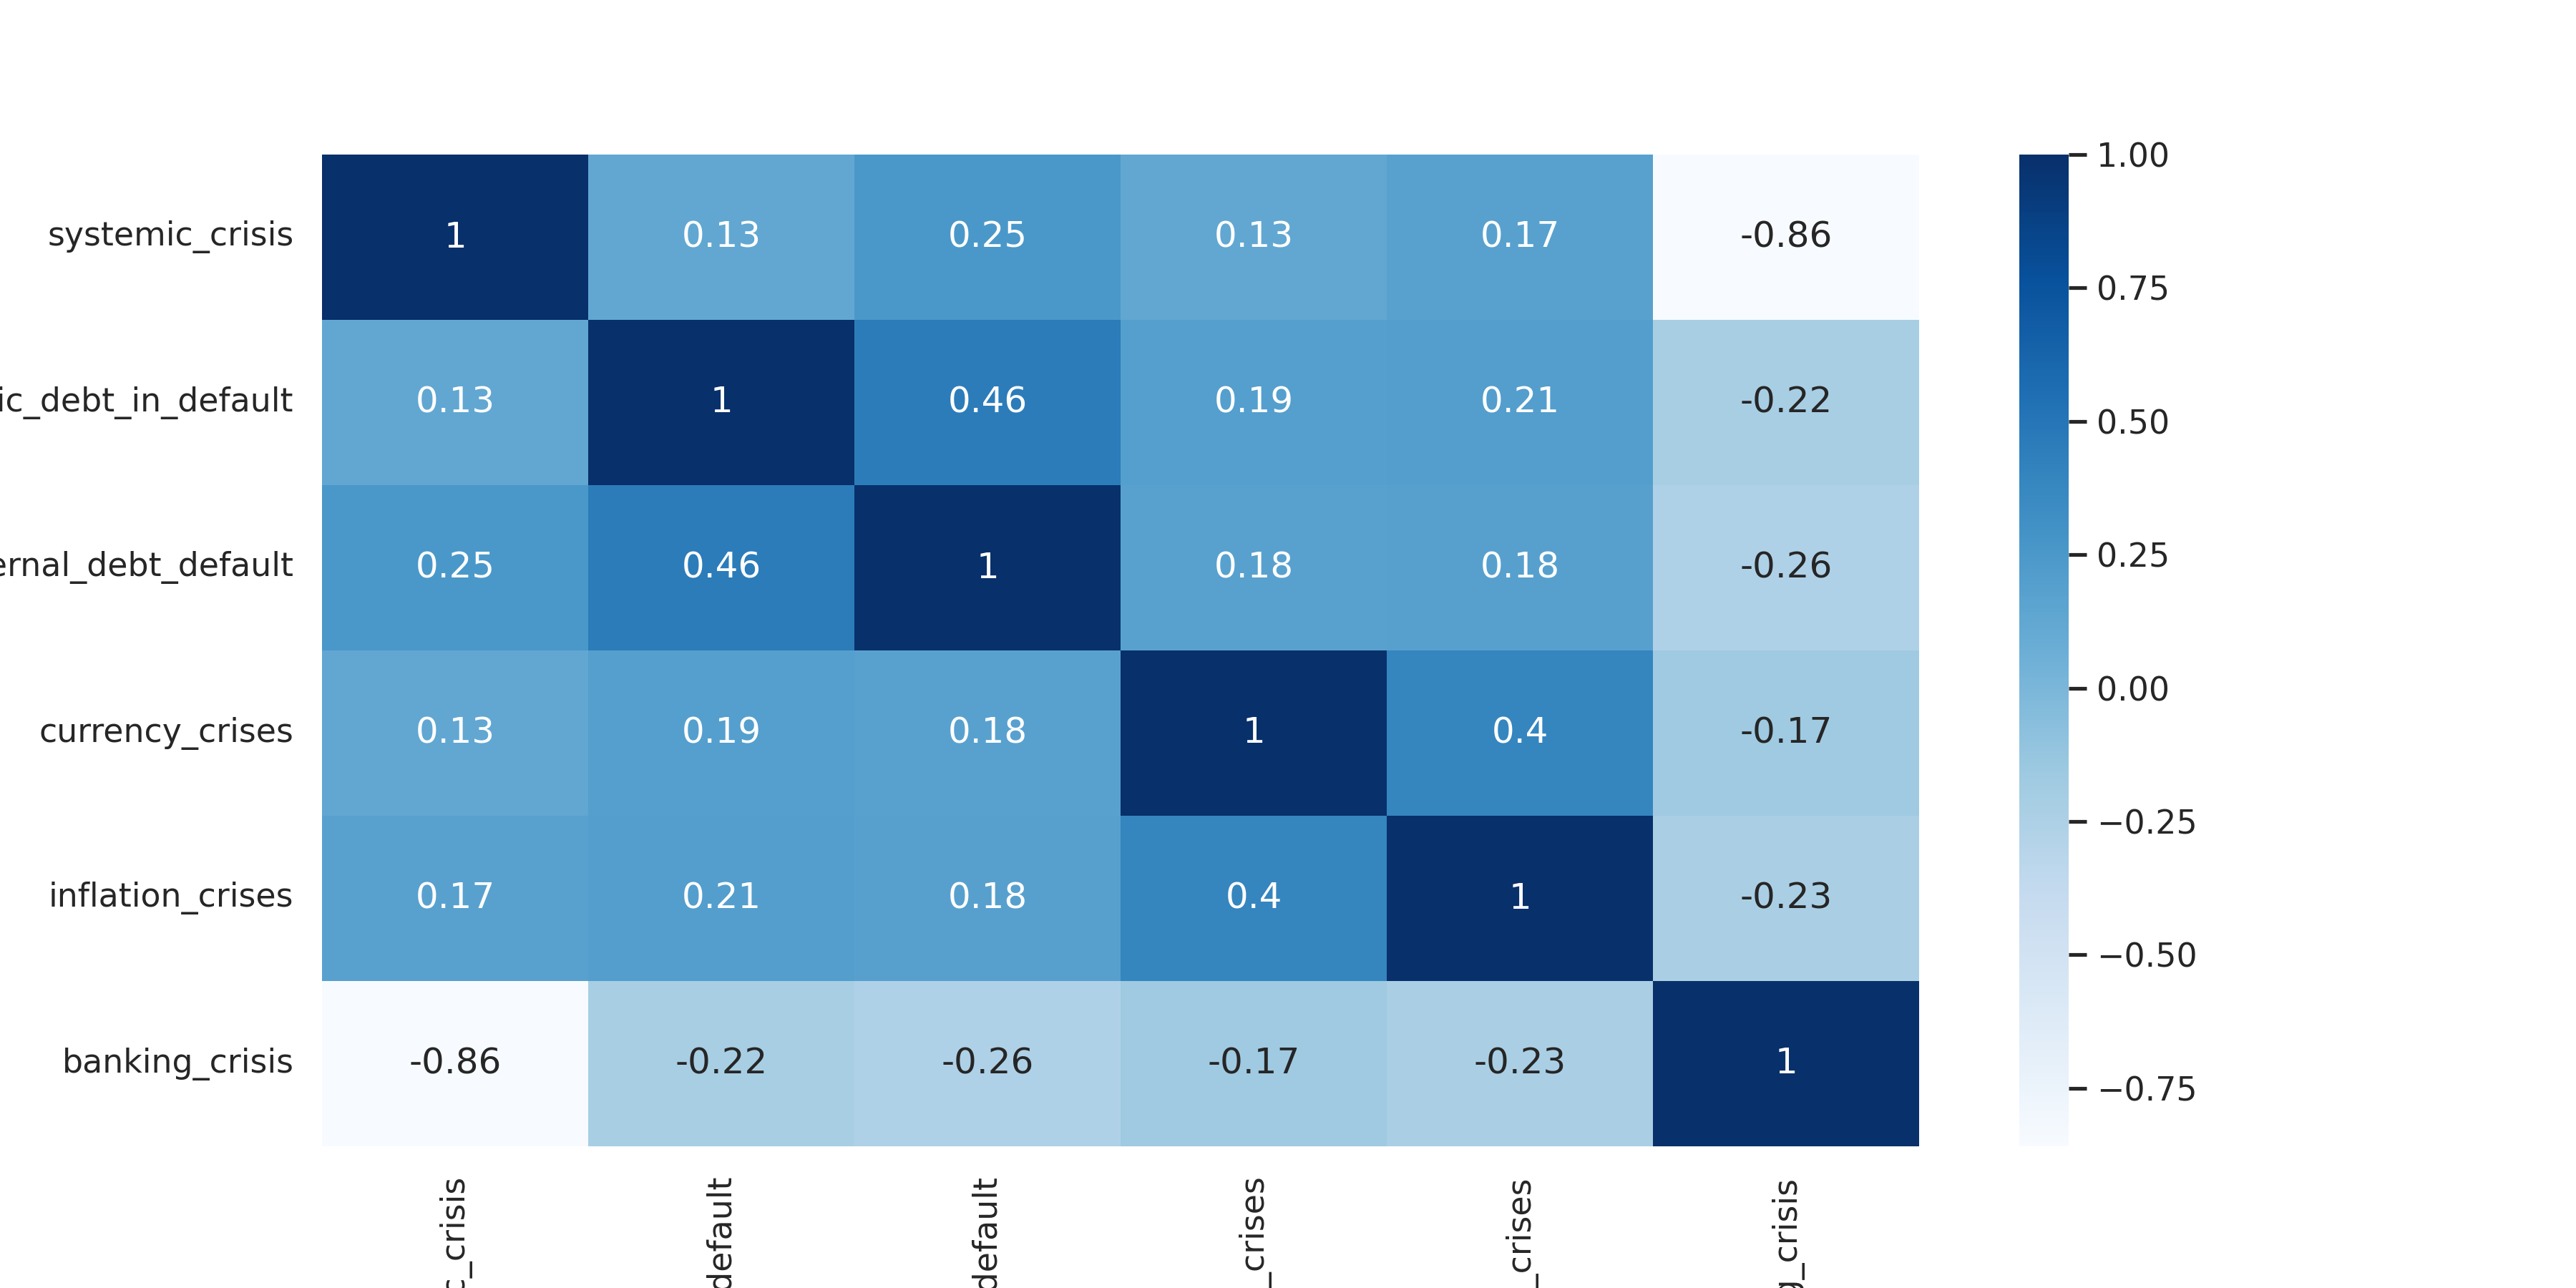 1.00
systemic_crisis 1 0.13 0.25 0.13 0.17 -0.86
0.75
ic_debt_in_default 0.13 1 0.46 0.19 0.21 -0.22
0.50
ernal_debt_default 0.25 0.46 1 0.18 0.18 -0.26
0.25
0.00
currency_crises 0.13 0.19 0.18 1 0.4 -0.17
−0.25
inflation_crises 0.17 0.21 0.18 0.4 1 -0.23
−0.50
banking_crisis -0.86 -0.22 -0.26 -0.17 -0.23 1
−0.75
c_crisis
default
default
_crises
_crises
g_crisis